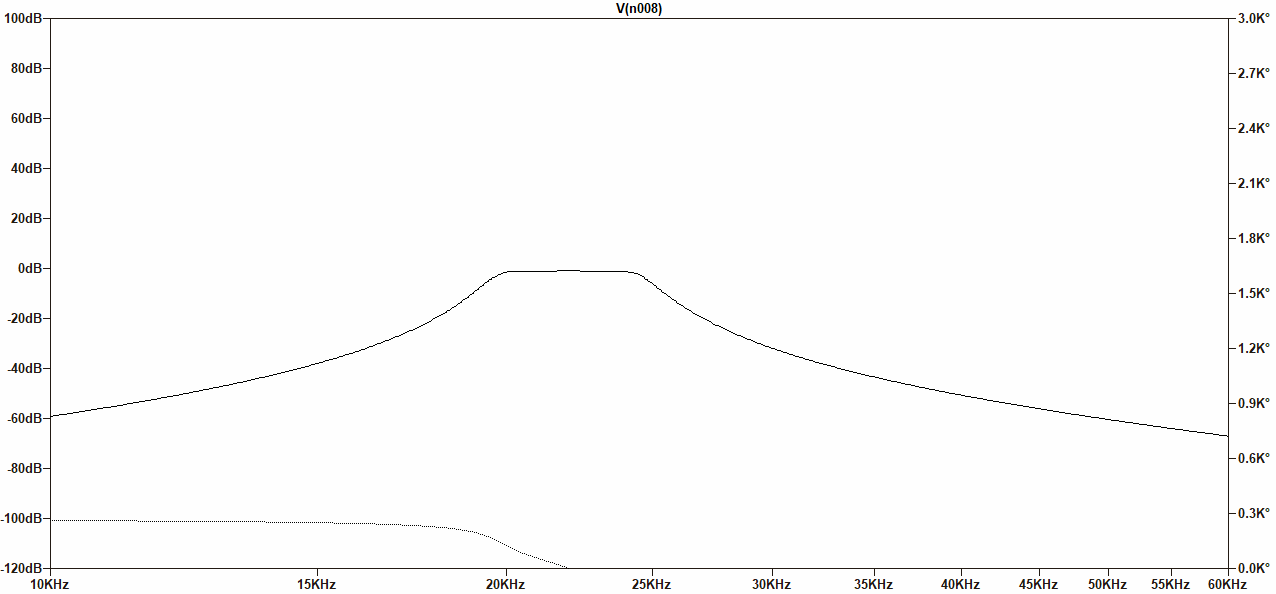 V(n008)
100dB
80dB
60dB
40dB
20dB
0dB
-20dB
-40dB
-60dB
-80dB
-100dB
-120dB
3.0K°
2.7K°
2.4K°
2.1K°
1.8K°
1.5K°
1.2K°
0.9K°
0.6K°
0.3K°
0.0K°
10KHz 15KHz 20KHz 25KHz 30KHz 35KHz 40KHz 45KHz 50KHz 55KHz 60KHz